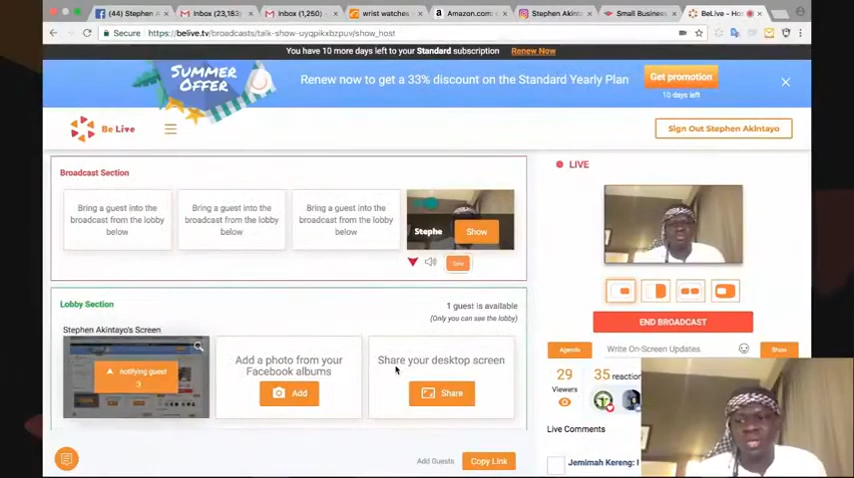 (44) Stephen A
Inbox (23,183)
Inbox (1,250)
wrist watches
Amazon.com:
Stephen Akinta
Small Business
BeLive - Ho
Secure https://belive.tv/broadcasts/talk-show-uyqpikxbzpuv/show_host
You have 10 more days left to your Standard subscription Renew Now
SUMMER
OFFER
Renew now to get a 33% discount on the Standard Yearly Plan
Get promotion
10 days left
Be Live
Sign Out Stephen Akintayo
Broadcast Section
Bring a guest into the
broadcast from the lobby
below
Bring a guest into the
broadcast from the lobby
below
Bring a guest into the
broadcast from the lobby
below
Stephe
Show
LIVE
END BROADCAST
Lobby Section
1 guest is available
(Only you can see the lobby)
Stephen Akintayo's Screen
notifying guest
3
Add a photo from your
Facebook albums
Add
Share your desktop screen
Share
Agenda
Write On-Screen Updates
29
Viewers
35 reaction
Live Comments
Jemimah Kereng: I
Add Guests
Copy Link